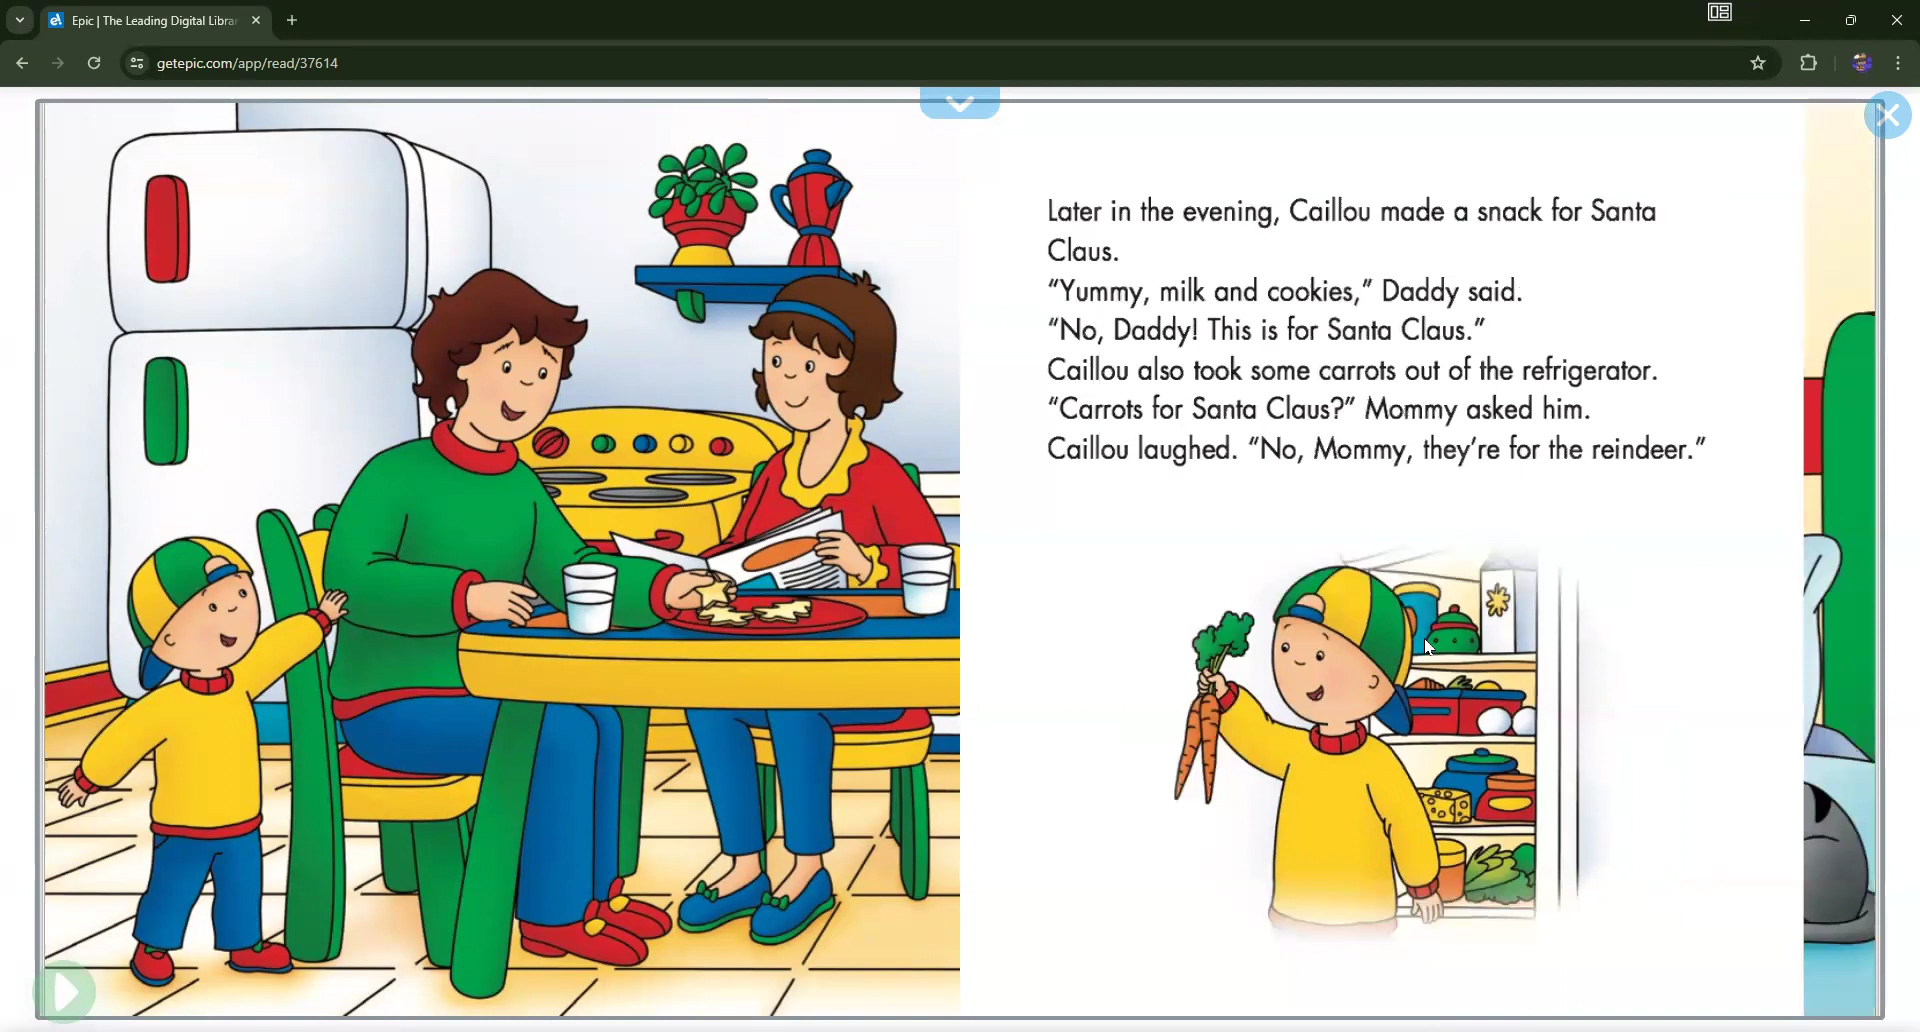 Epic | The Leading Digital Librar
getepic.com/app/read/37614
Later in the evening, Caillou made a snack for Santa
Claus.
“Yummy, milk and cookies,” Daddy said.
“No, Daddy! This is for Santa Claus.”
Caillou also took some carrots out of the refrigerator.
“Carrots for Santa Claus?” Mommy asked him.
Caillou laughed. “No, Mommy, they’re for the reindeer.”